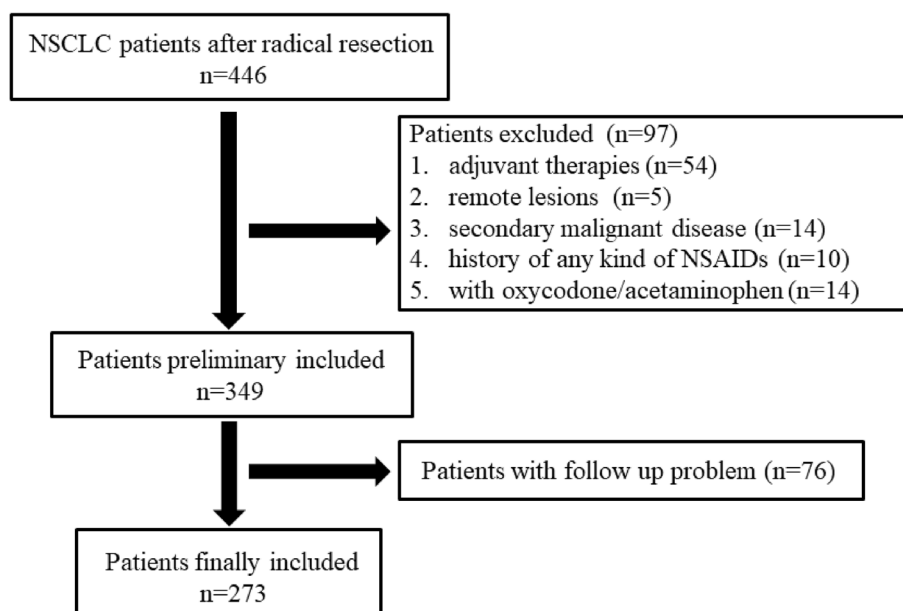 NSCLC patients after radical resection
n=446
Patients excluded (n=97)
1. adjuvant therapies (n=54)
2. remote lesions (n=5)
3. secondary malignant disease (n=14)
4. history of any kind of NSAIDs (n=10)
5. with oxycodone/acetaminophen (n=14)
Patients preliminary included
n=349
Patients with follow up problem (n=76)
Patients finally included
n=273